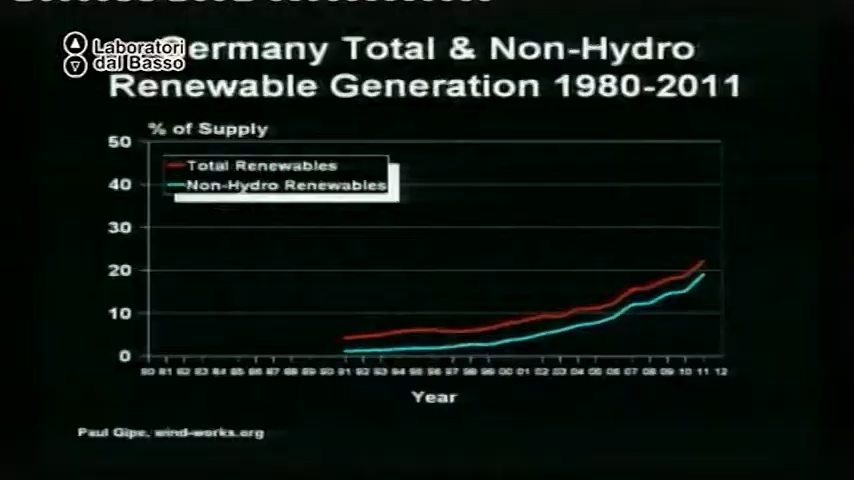 Laboratori
dal Basso
Germany Total & Non-Hydro
Renewable Generation 1980-2011
% of Supply
50
40
30
20
10
0
Total Renewables
Non-Hydro Renewables
80 81 82 83 84 85 86 87 88 89 90 91 92 93 94 95 96 97 98 99 00 01 02 03 04 05 06 07 08 09 10 11 12
Year
Paul Gipe, wind-works.org